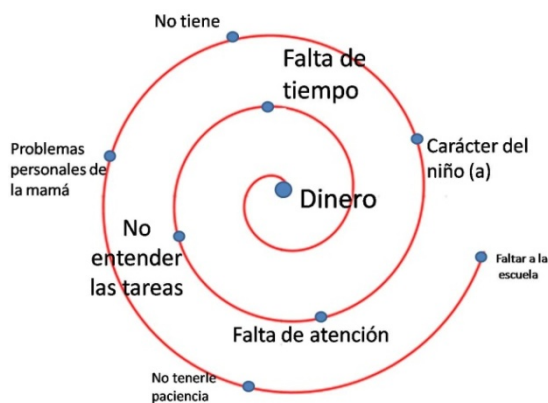 No tiene
Falta de
tiempo
Carácter del
niño (a)
Problemas
personales de
la mamá
Dinero
No
entender
las tareas
Faltar a la
escuela
Falta de atención
No tenerle
paciencia